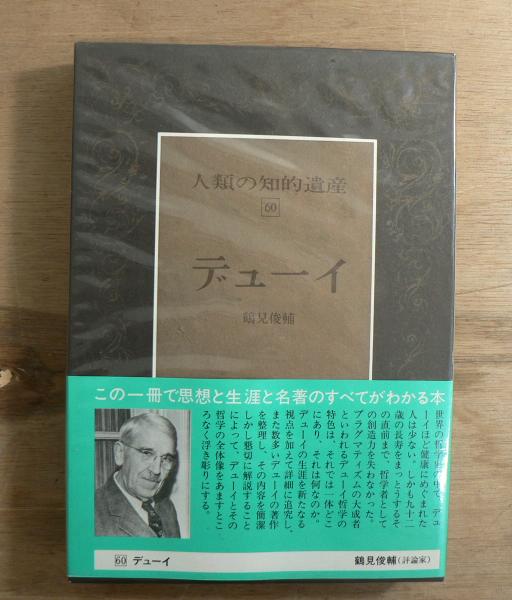 人類の知的遺産
60
デューイ
鶴見俊輔
この一冊で思想と生涯と名著のすべてがわかる本
世界の哲学史の中で、デュ
ーイほど健康にめぐまれた
人は少ない。しかも九十二
歳の長寿をまっとうするそ
の直前まで、哲学者として
の創造力を失わなかった。
プラグマティズムの大成者
といわれるデューイ哲学の
特色は、それでは一体どこ
にあり、それは何なのか。
デューイの生涯を新たなる
視点を加えて詳細に追究し、
また数多いデューイの著作
を整理し、その内容を簡潔
しかし懇切に解説すること
によって、デューイとその
哲学の全体像をあますとこ
ろなく浮き彫りにする。
60 デューイ
鶴見俊輔(評論家)